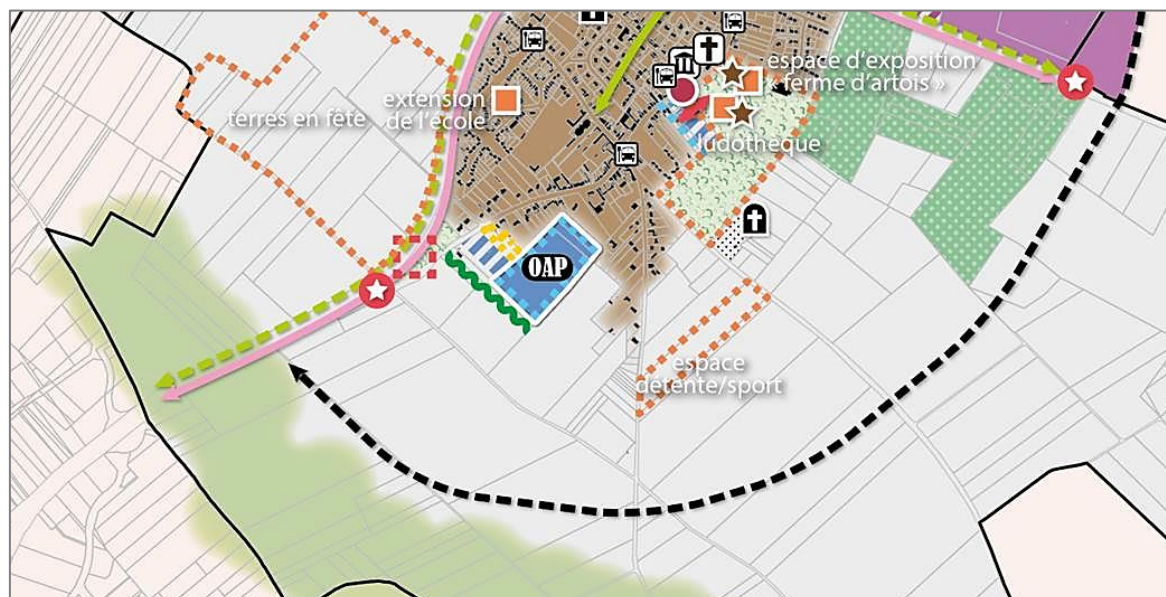 espace d'exposition
« ferme d'artois »
extension
de l'école
terres en fête
ludothèque
OAP
espace
détente/sport